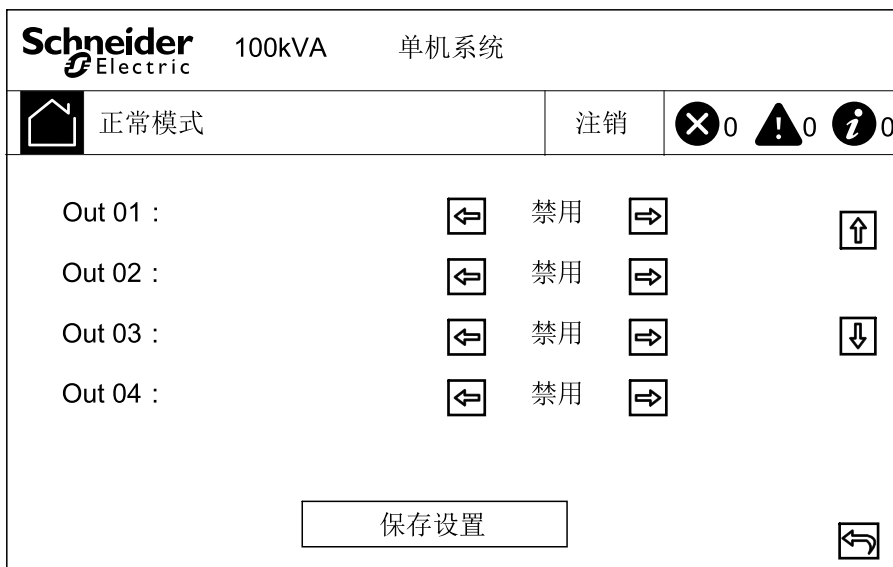 Schneider Electric 100kVA 单机系统
正常模式 注销 0 0 0
Out 01： 禁用
Out 02： 禁用
Out 03： 禁用
Out 04： 禁用
保存设置